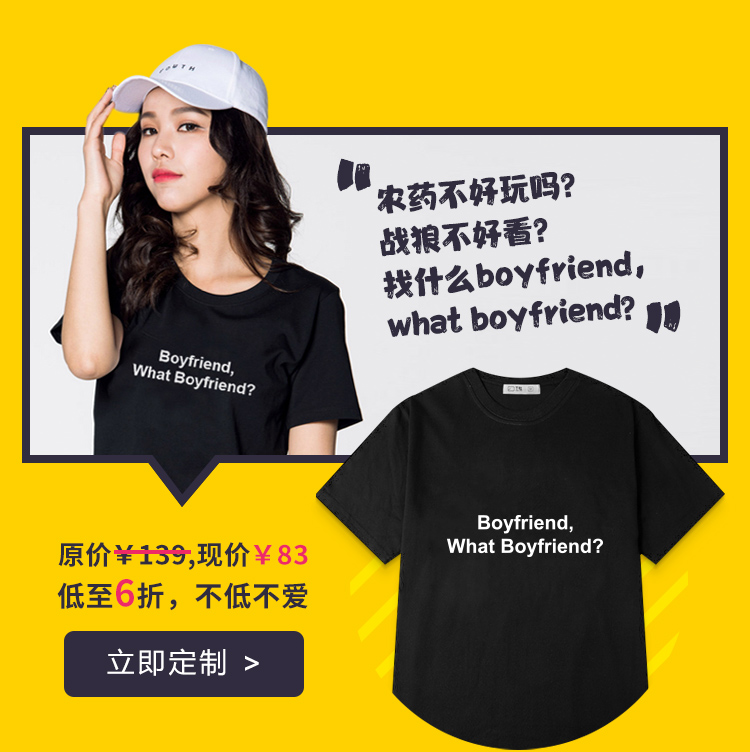 农药不好玩吗?
战狼不好看?
找什么boyfriend,
what boyfriend?
Boyfriend,
What Boyfriend?
Boyfriend,
What Boyfriend?
原价¥139,现价¥83
低至6折，不低不爱
立即定制 >